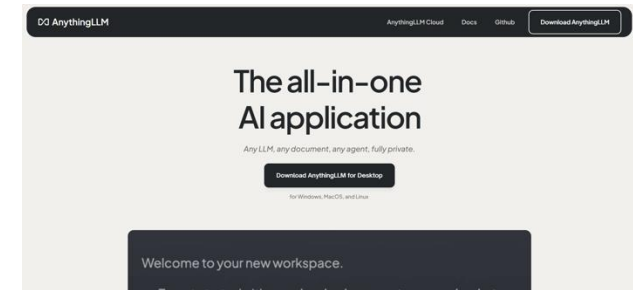 AnythingLLM
AnythingLLM Cloud Docs Github Download AnythingLLM
The all-in-one
AI application
Any LLM, any document, any agent, fully private.
Download AnythingLLM for Desktop
for Windows, MacOS, and Linux
Welcome to your new workspace.